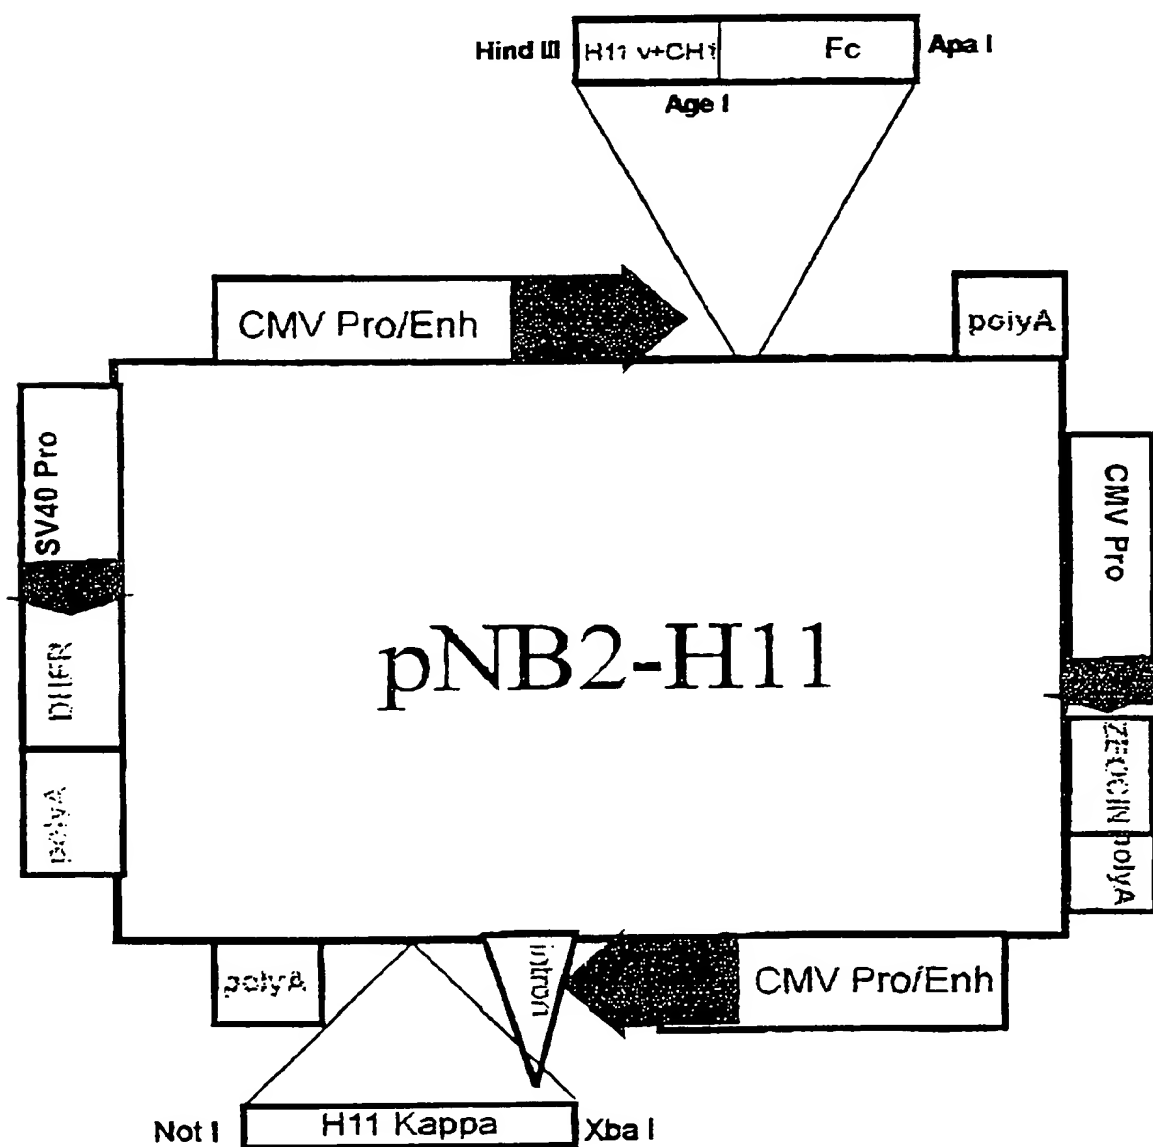 Hind III
H11 v+CH1
Fc
Apa I
Age I
CMV Pro/Enh
polyA
SV40 Pro
CMV Pro
pNB2-H11
DHFR
ZEOCIN
polyA
polyA
polyA
intron
CMV Pro/Enh
Not I
H11 Kappa
Xba I